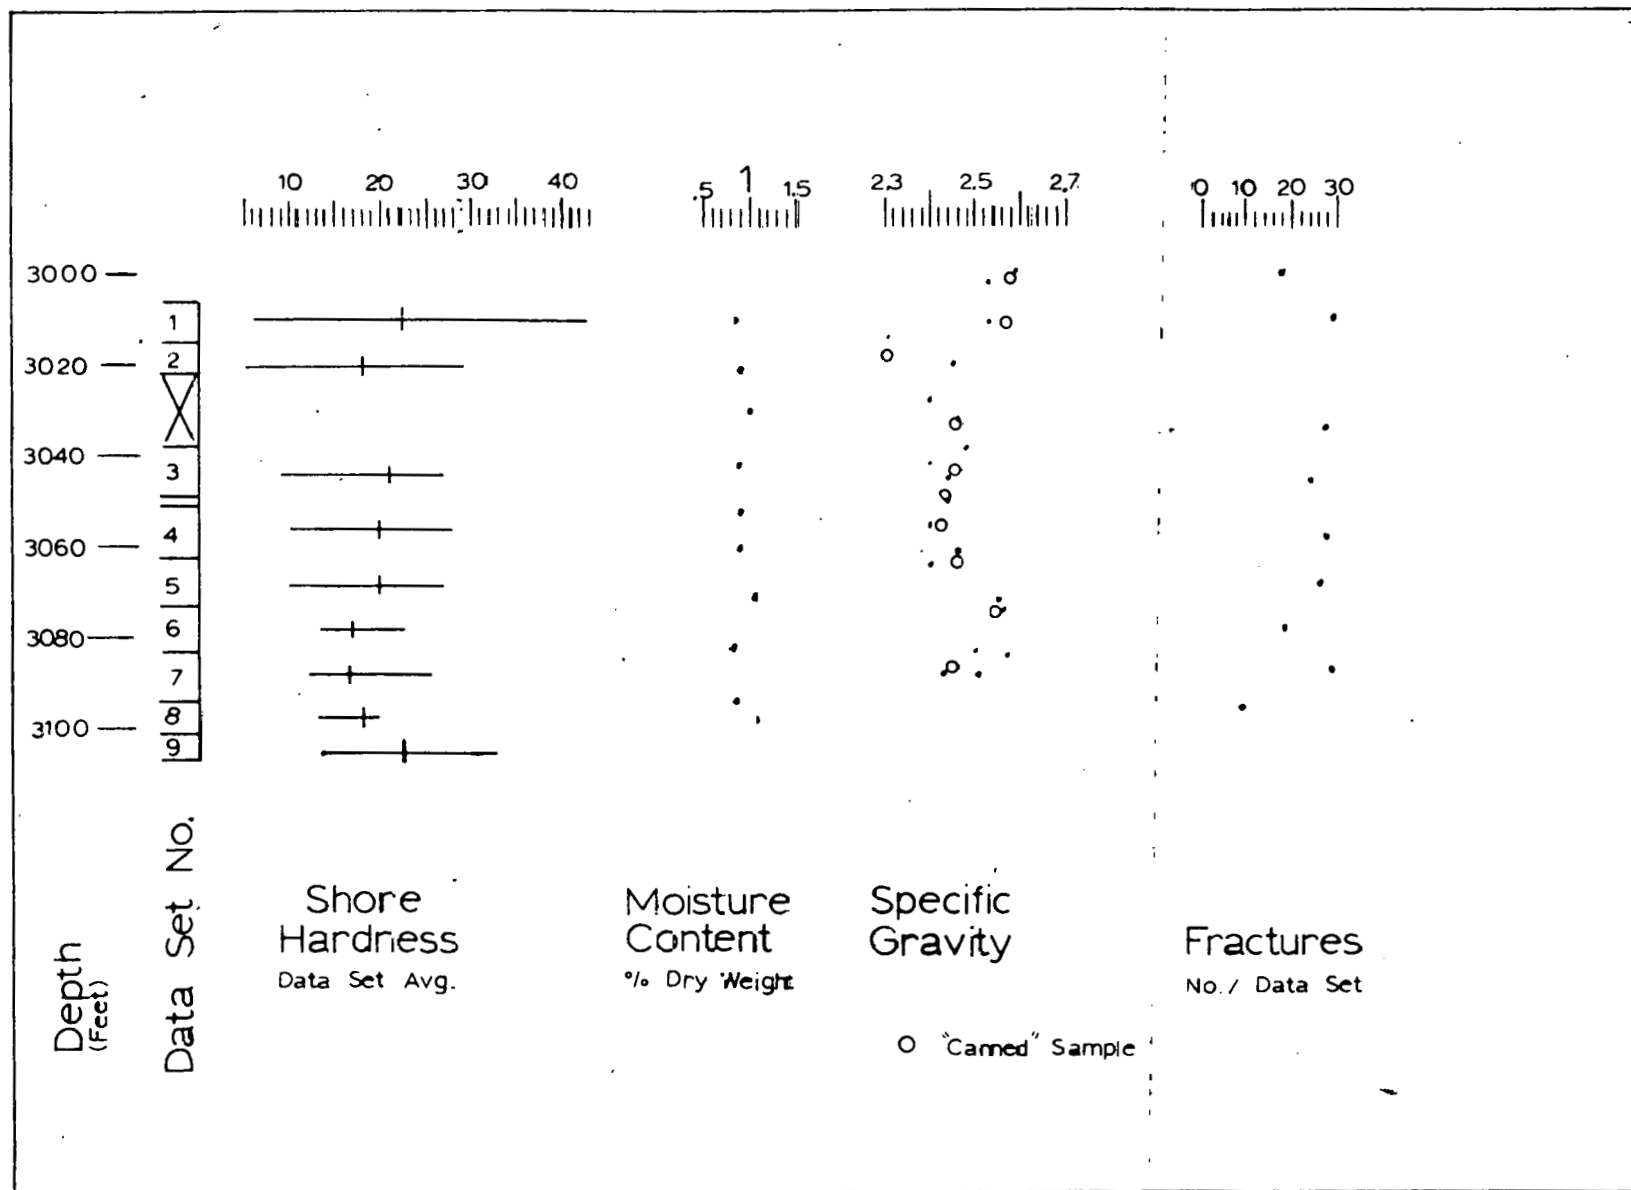 10 20 30 40
.5 1 1.5
2.3 2.5 2.7
0 10 20 30
3000
1
2
3020
3040
3
4
3060
5
6
3080
7
8
3100
9
Depth
(Feet)
Data Set No.
Shore
Hardness
Data Set Avg.
Moisture
Content
% Dry Weight
Specific
Gravity
O "Canned" Sample
Fractures
No. / Data Set